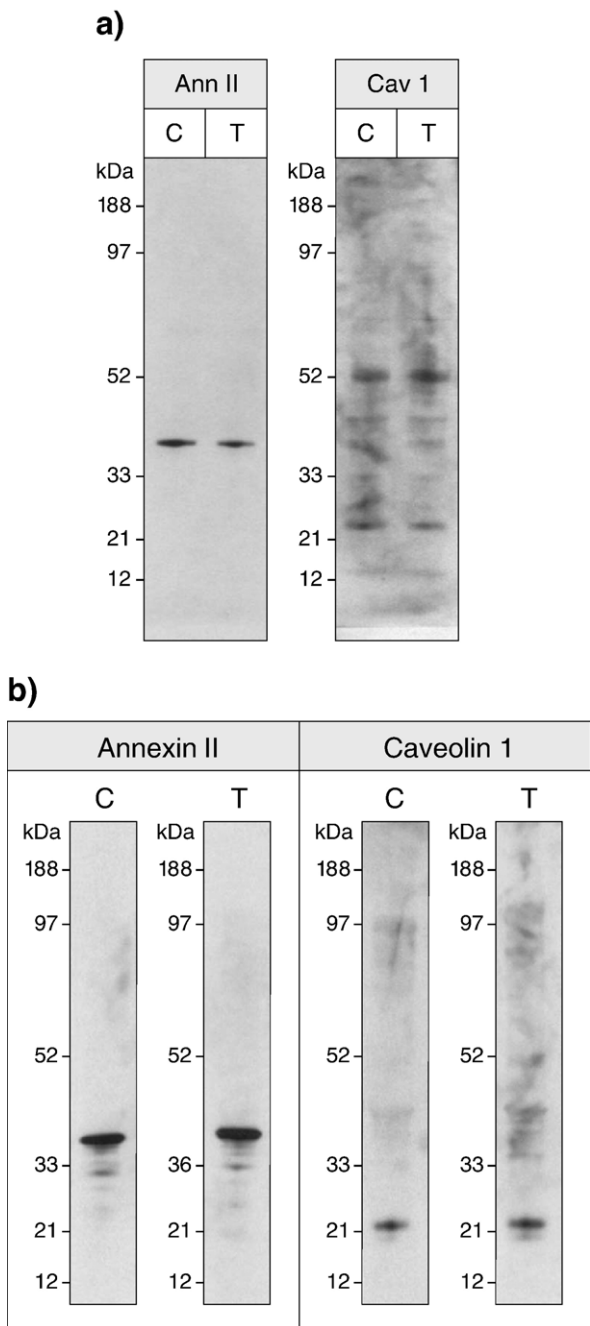 a)
Ann II Cav 1
C T C T
kDa kDa
188 188
97 97
52 52
33 33
21 21
12 12
b)
Annexin II Caveolin 1
C T C T
kDa kDa kDa kDa
188 188 188 188
97 97 97 97
52 52 52 52
33 36 33 33
21 21 21 21
12 12 12 12